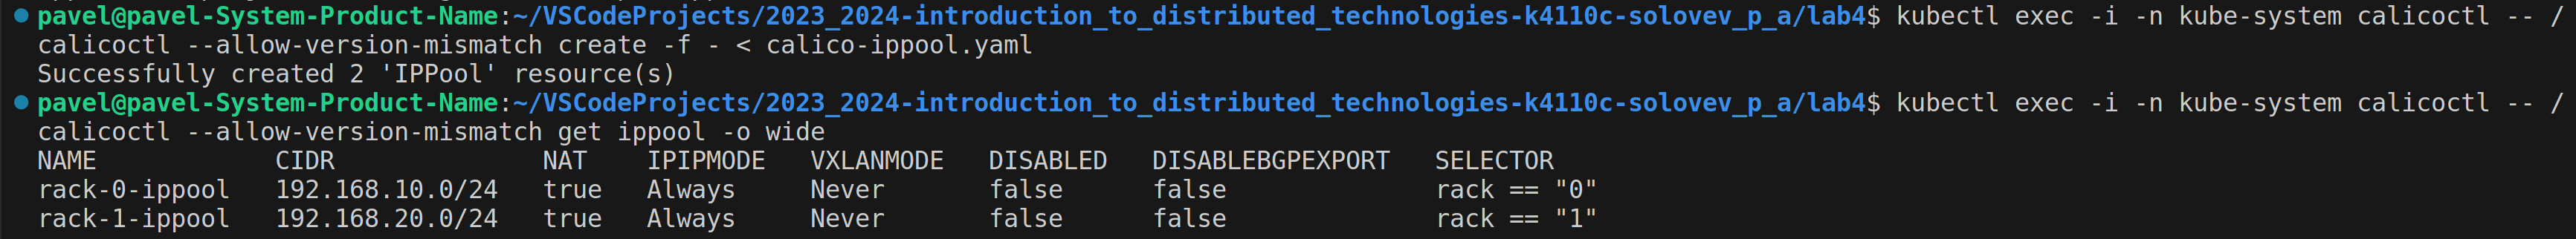 pavel@pavel-System-Product-Name:~/VSCodeProjects/2023_2024-introduction_to_distributed_technologies-k4110c-solovev_p_a/lab4$ kubectl exec -i -n kube-system calicoctl -- /
calicoctl --allow-version-mismatch create -f - < calico-ippool.yaml
Successfully created 2 'IPPool' resource(s)
pavel@pavel-System-Product-Name:~/VSCodeProjects/2023_2024-introduction_to_distributed_technologies-k4110c-solovev_p_a/lab4$ kubectl exec -i -n kube-system calicoctl -- /
calicoctl --allow-version-mismatch get ippool -o wide
NAME            CIDR              NAT    IPIPMODE   VXLANMODE   DISABLED   DISABLEBGPEXPORT   SELECTOR
rack-0-ippool   192.168.10.0/24   true   Always     Never       false      false              rack == "0"
rack-1-ippool   192.168.20.0/24   true   Always     Never       false      false              rack == "1"